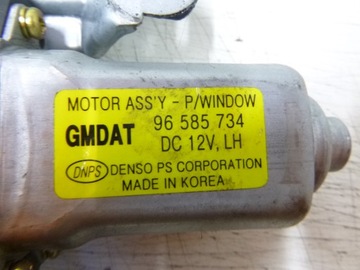 MOTOR ASS'Y - P/WINDOW
GMDAT 96 585 734
DC 12V, LH
DNPS DENSO PS CORPORATION
MADE IN KOREA